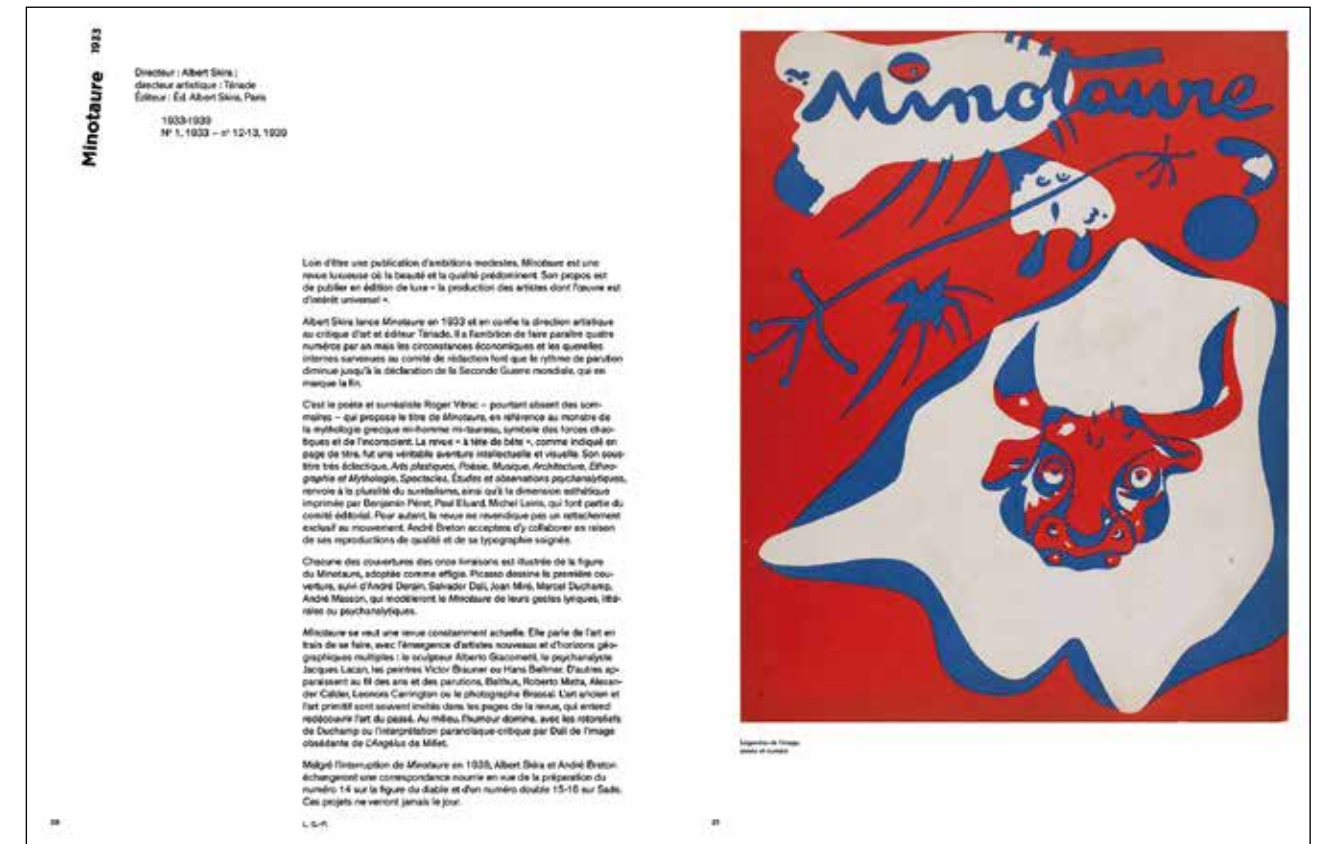 Minotaure 1933
Directeur : Albert Skira ;
directeur artistique : Tériade
Éditeur : Éd. Albert Skira, Paris
1933-1939
N° 1, 1933 – n° 12-13, 1939
Loin d'être une publication d'ambitions modestes, Minotaure est une
revue luxueuse où la beauté et la qualité prédominent. Son propos est
de publier en édition de luxe « la production des artistes dont l'œuvre est
d'intérêt universel ».
Albert Skira lance Minotaure en 1933 et en confie la direction artistique
au critique d'art et éditeur Tériade. Il a l'ambition de faire paraître quatre
numéros par an mais les circonstances économiques et les querelles
internes survenues au comité de rédaction font que le rythme de parution
diminue jusqu'à la déclaration de la Seconde Guerre mondiale, qui en
marque la fin.
C'est le poète et surréaliste Roger Vitrac – pourtant absent des som-
maires – qui propose le titre de Minotaure, en référence au monstre de
la mythologie grecque mi-homme mi-taureau, symbole des forces chao-
tiques et de l'inconscient. La revue « à tête de bête », comme indiqué en
page de titre, fut une véritable aventure intellectuelle et visuelle. Son sous-
titre très éclectique, Arts plastiques, Poésie, Musique, Architecture, Ethno-
graphie et Mythologie, Spectacles, Études et observations psychanalytiques,
renvoie à la pluralité du surréalisme, ainsi qu'à la dimension esthétique
imprimée par Benjamin Péret, Paul Eluard, Michel Leiris, qui font partie du
comité éditorial. Pour autant, la revue ne revendique pas un rattachement
exclusif au mouvement. André Breton acceptera d'y collaborer en raison
de ses reproductions de qualité et de sa typographie soignée.
Chacune des couvertures des onze livraisons est illustrée de la figure
du Minotaure, adoptée comme effigie. Picasso dessine la première cou-
verture, suivi d'André Derain, Salvador Dalí, Joan Miró, Marcel Duchamp,
André Masson, qui modèleront le Minotaure de leurs gestes lyriques, litté-
raires ou psychanalytiques.
Minotaure se veut une revue constamment actuelle. Elle parle de l'art en
train de se faire, avec l'émergence d'artistes nouveaux et d'horizons géo-
graphiques multiples : le sculpteur Alberto Giacometti, le psychanalyste
Jacques Lacan, les peintres Victor Brauner ou Hans Bellmer. D'autres ap-
paraissent au fil des ans et des parutions, Balthus, Roberto Matta, Alexan-
der Calder, Leonora Carrington ou le photographe Brassaï. L'art ancien et
l'art primitif sont souvent invités dans les pages de la revue, qui entend
redécouvrir l'art du passé. Au milieu, l'humour domine, avec les rotoreliefs
de Duchamp ou l'interprétation paranoïaque-critique par Dalí de l'image
obsédante de L'Angélus de Millet.
Malgré l'interruption de Minotaure en 1939, Albert Skira et André Breton
échangeront une correspondance nourrie en vue de la préparation du
numéro 14 sur la figure du diable et d'un numéro double 15-16 sur Sade.
Ces projets ne verront jamais le jour.
L. G.-P.
Minotaure
Légendes de l'image,